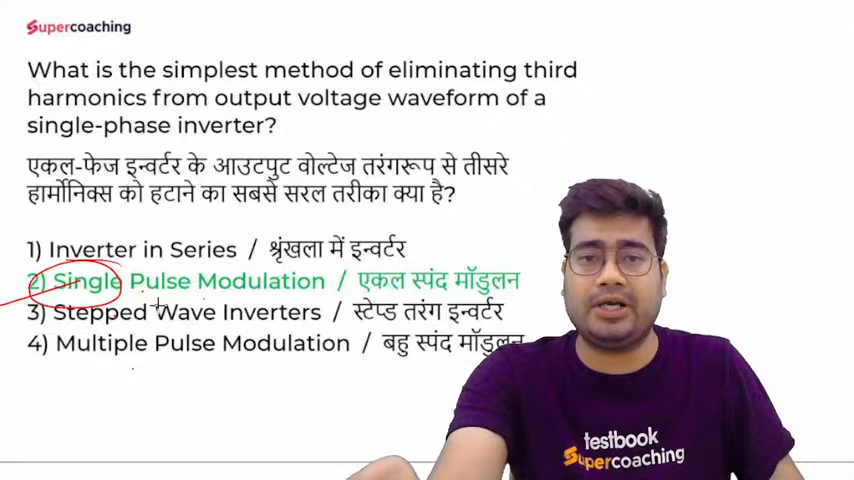 Supercoaching
What is the simplest method of eliminating third
harmonics from output voltage waveform of a
single-phase inverter?
एकल-फेज इन्वर्टर के आउटपुट वोल्टेज तरंगरूप से तीसरे
हार्मोनिक्स को हटाने का सबसे सरल तरीका क्या है?
1) Inverter in Series / श्रृंखला में इन्वर्टर
2) Single Pulse Modulation / एकल स्पंद मॉडुलन
3) Stepped Wave Inverters / स्टेप्ड तरंग इन्वर्टर
4) Multiple Pulse Modulation / बहु स्पंद मॉडुलन
testbook
Supercoaching